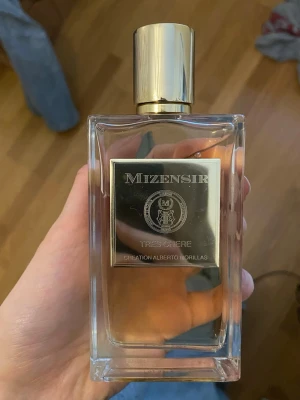 MIZENSIR
M
TRES CHERE
CREATION ALBERTO MORILLAS